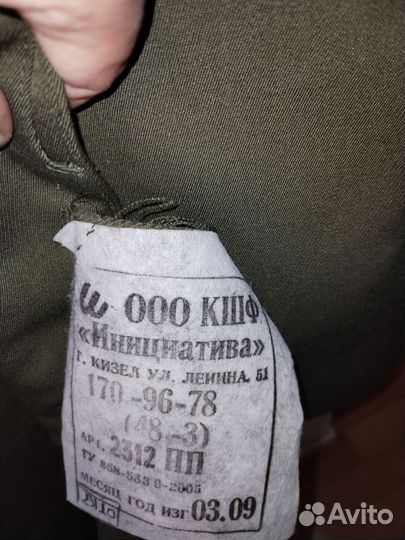 ООО КШФ
«Инициатива»
г. КИЗЕЛ УЛ. ЛЕНИНА. 51
170-96-78
(48-3)
АРТ. 2312 ПП
МЕСЯЦ ГОД ИЗГ 03.09
Avito